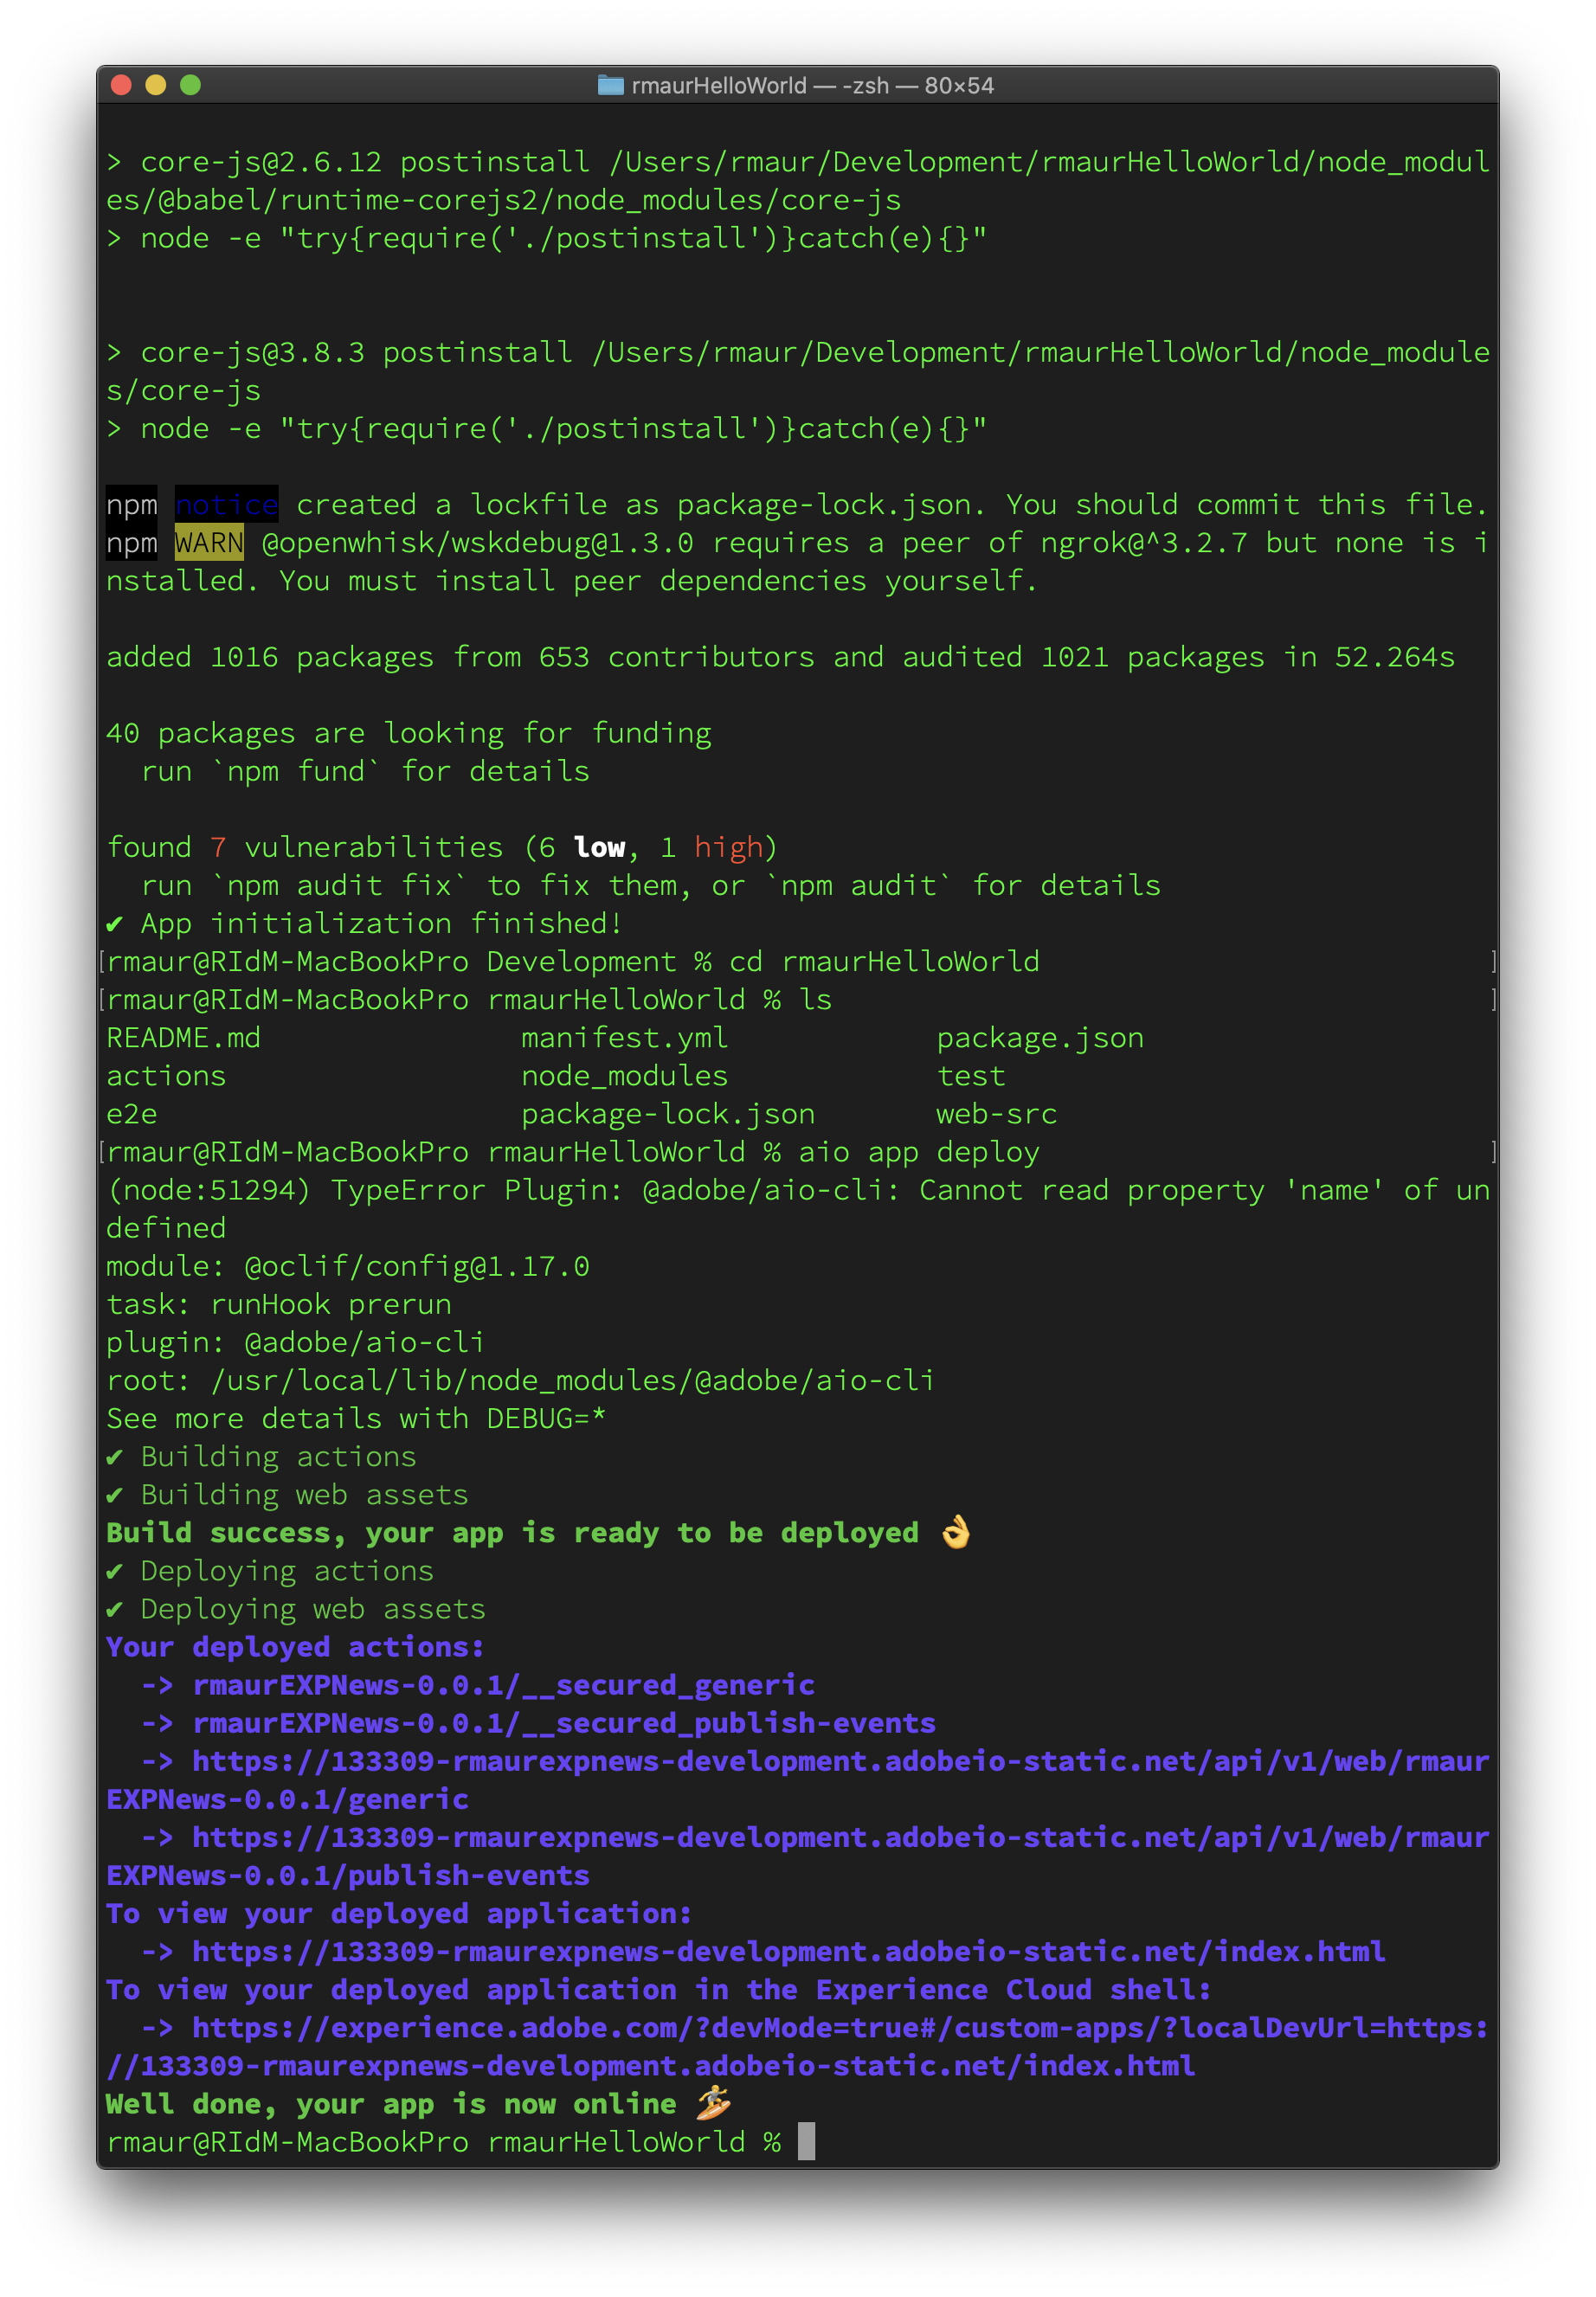 rmaurHelloWorld — -zsh — 80×54
> core-js@2.6.12 postinstall /Users/rmaur/Development/rmaurHelloWorld/node_modul
es/@babel/runtime-corejs2/node_modules/core-js
> node -e "try{require('./postinstall')}catch(e){}"
> core-js@3.8.3 postinstall /Users/rmaur/Development/rmaurHelloWorld/node_module
s/core-js
> node -e "try{require('./postinstall')}catch(e){}"
npm notice created a lockfile as package-lock.json. You should commit this file.
npm WARN @openwhisk/wskdebug@1.3.0 requires a peer of ngrok@^3.2.7 but none is i
nstalled. You must install peer dependencies yourself.
added 1016 packages from 653 contributors and audited 1021 packages in 52.264s
40 packages are looking for funding
  run `npm fund` for details
found 7 vulnerabilities (6 low, 1 high)
  run `npm audit fix` to fix them, or `npm audit` for details
✔ App initialization finished!
[rmaur@RIdM-MacBookPro Development % cd rmaurHelloWorld ]
[rmaur@RIdM-MacBookPro rmaurHelloWorld % ls ]
README.md manifest.yml package.json
actions node_modules test
e2e package-lock.json web-src
[rmaur@RIdM-MacBookPro rmaurHelloWorld % aio app deploy ]
(node:51294) TypeError Plugin: @adobe/aio-cli: Cannot read property 'name' of un
defined
module: @oclif/config@1.17.0
task: runHook prerun
plugin: @adobe/aio-cli
root: /usr/local/lib/node_modules/@adobe/aio-cli
See more details with DEBUG=*
✔ Building actions
✔ Building web assets
Build success, your app is ready to be deployed 👌
✔ Deploying actions
✔ Deploying web assets
Your deployed actions:
  -> rmaurEXPNews-0.0.1/__secured_generic
  -> rmaurEXPNews-0.0.1/__secured_publish-events
  -> https://133309-rmaurexpnews-development.adobeio-static.net/api/v1/web/rmaur
EXPNews-0.0.1/generic
  -> https://133309-rmaurexpnews-development.adobeio-static.net/api/v1/web/rmaur
EXPNews-0.0.1/publish-events
To view your deployed application:
  -> https://133309-rmaurexpnews-development.adobeio-static.net/index.html
To view your deployed application in the Experience Cloud shell:
  -> https://experience.adobe.com/?devMode=true#/custom-apps/?localDevUrl=https:
//133309-rmaurexpnews-development.adobeio-static.net/index.html
Well done, your app is now online 🏄
rmaur@RIdM-MacBookPro rmaurHelloWorld %